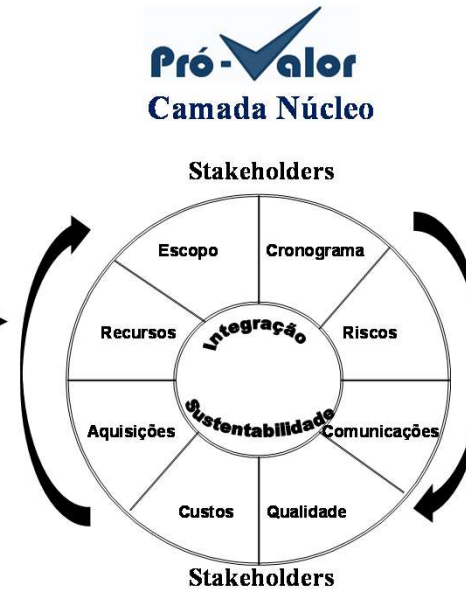 Pró-Valor
Camada Núcleo
Stakeholders
Escopo
Cronograma
Recursos
Integração
Riscos
Aquisições
Sustentabilidade
Comunicações
Custos
Qualidade
Stakeholders